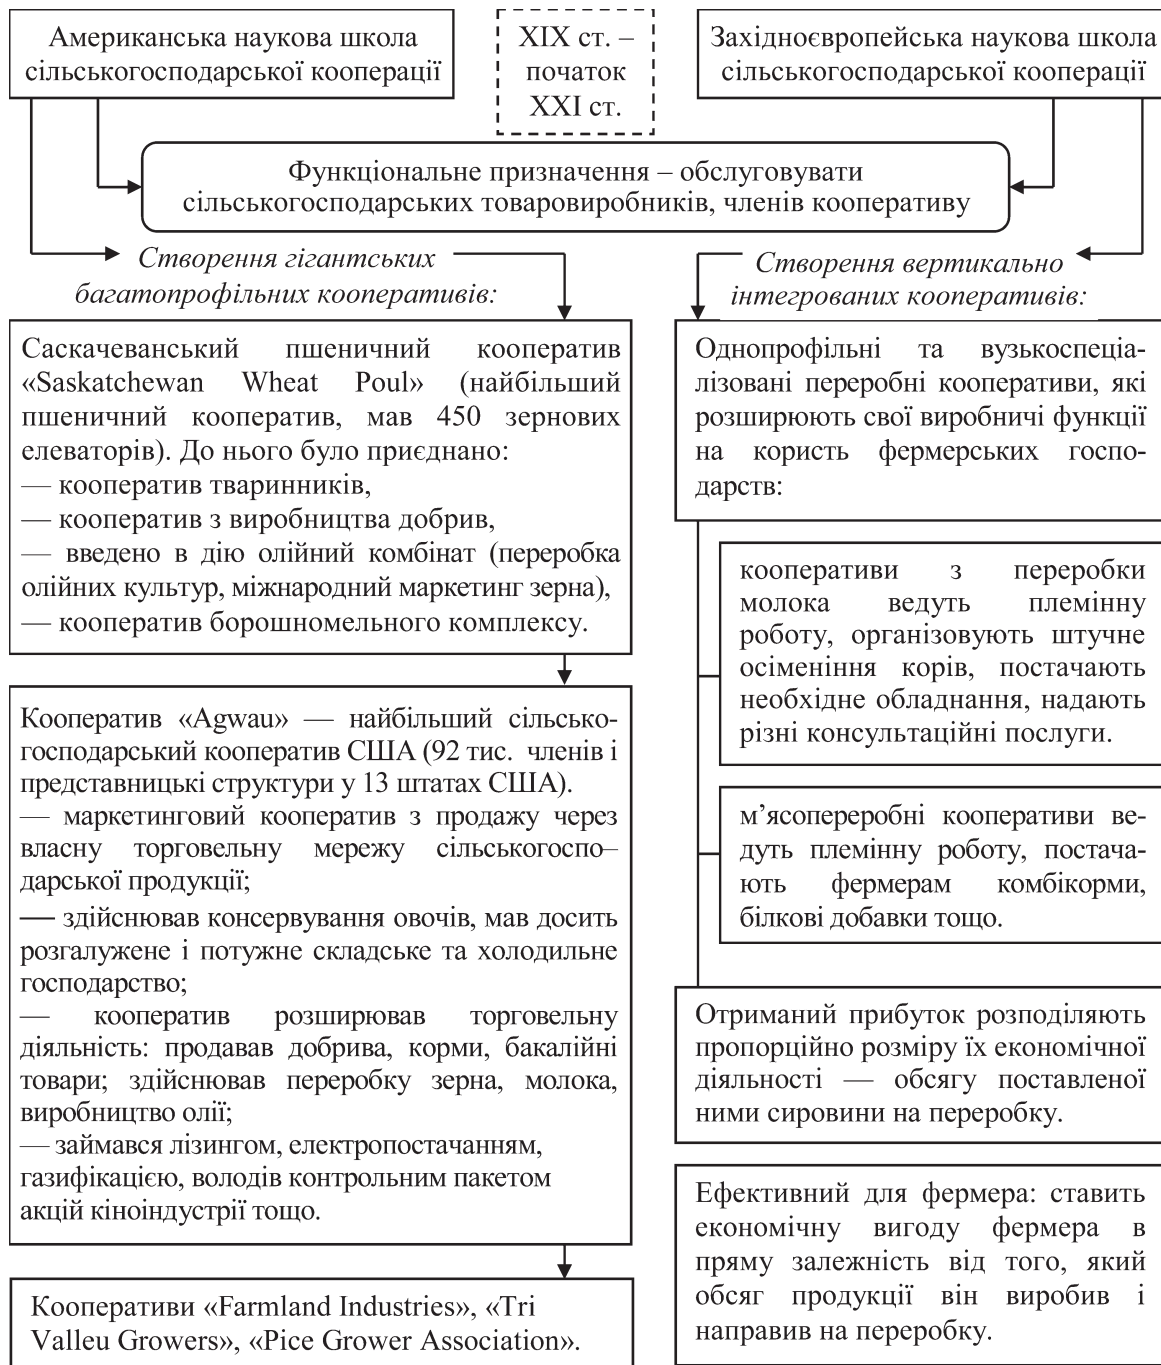 Американська наукова школа
сільськогосподарської кооперації
XIX ст. –
початок
XXI ст.
Західноєвропейська наукова школа
сільськогосподарської кооперації
Функціональне призначення – обслуговувати
сільськогосподарських товаровиробників, членів кооперативу
Створення гігантських
багатопрофільних кооперативів:
Саскачеванський пшеничний кооператив
«Saskatchewan Wheat Poul» (найбільший
пшеничний кооператив, мав 450 зернових
елеваторів). До нього було приєднано:
— кооператив тваринників,
— кооператив з виробництва добрив,
— введено в дію олійний комбінат (переробка
олійних культур, міжнародний маркетинг зерна),
— кооператив борошномельного комплексу.
Кооператив «Agwau» — найбільший сільсько-
господарський кооператив США (92 тис. членів і
представницькі структури у 13 штатах США).
— маркетинговий кооператив з продажу через
власну торговельну мережу сільськогоспо–
дарської продукції;
— здійснював консервування овочів, мав досить
розгалужене і потужне складське та холодильне
господарство;
— кооператив розширював торговельну
діяльність: продавав добрива, корми, бакалійні
товари; здійснював переробку зерна, молока,
виробництво олії;
— займався лізингом, електропостачанням,
газифікацією, володів контрольним пакетом
акцій кіноіндустрії тощо.
Кооперативи «Farmland Industries», «Tri
Valleu Growers», «Pice Grower Association».
Створення вертикально
інтегрованих кооперативів:
Однопрофільні та вузькоспеціа-
лізовані переробні кооперативи, які
розширюють свої виробничі функції
на користь фермерських госпо-
дарств:
кооперативи з переробки
молока ведуть племінну
роботу, організовують штучне
осіменіння корів, постачають
необхідне обладнання, надають
різні консультаційні послуги.
м’ясопереробні кооперативи ве-
дуть племінну роботу, постача-
ють фермерам комбікорми,
білкові добавки тощо.
Отриманий прибуток розподіляють
пропорційно розміру їх економічної
діяльності — обсягу поставленої
ними сировини на переробку.
Ефективний для фермера: ставить
економічну вигоду фермера в
пряму залежність від того, який
обсяг продукції він виробив і
направив на переробку.